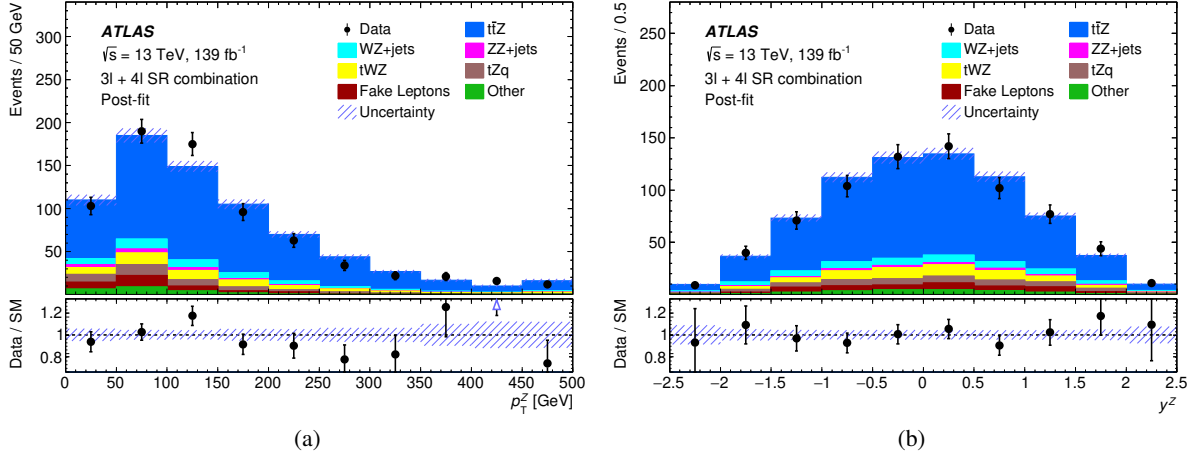 Events / 50 GeV
300
250
200
150
100
50
ATLAS
√s = 13 TeV, 139 fb⁻¹
3l + 4l SR combination
Post-fit
Data
tt̄Z
WZ+jets
ZZ+jets
tWZ
tZq
Fake Leptons
Other
Uncertainty
Data / SM
1.2
1
0.8
0 50 100 150 200 250 300 350 400 450 500
p_T^Z [GeV]
(a)
Events / 0.5
250
200
150
100
50
ATLAS
√s = 13 TeV, 139 fb⁻¹
3l + 4l SR combination
Post-fit
Data
tt̄Z
WZ+jets
ZZ+jets
tWZ
tZq
Fake Leptons
Other
Uncertainty
Data / SM
1.2
1
0.8
−2.5 −2 −1.5 −1 −0.5 0 0.5 1 1.5 2 2.5
y^Z
(b)